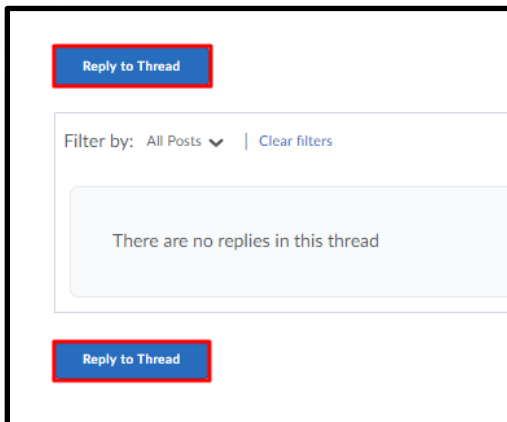 Reply to Thread
Filter by: All Posts | Clear filters
There are no replies in this thread
Reply to Thread